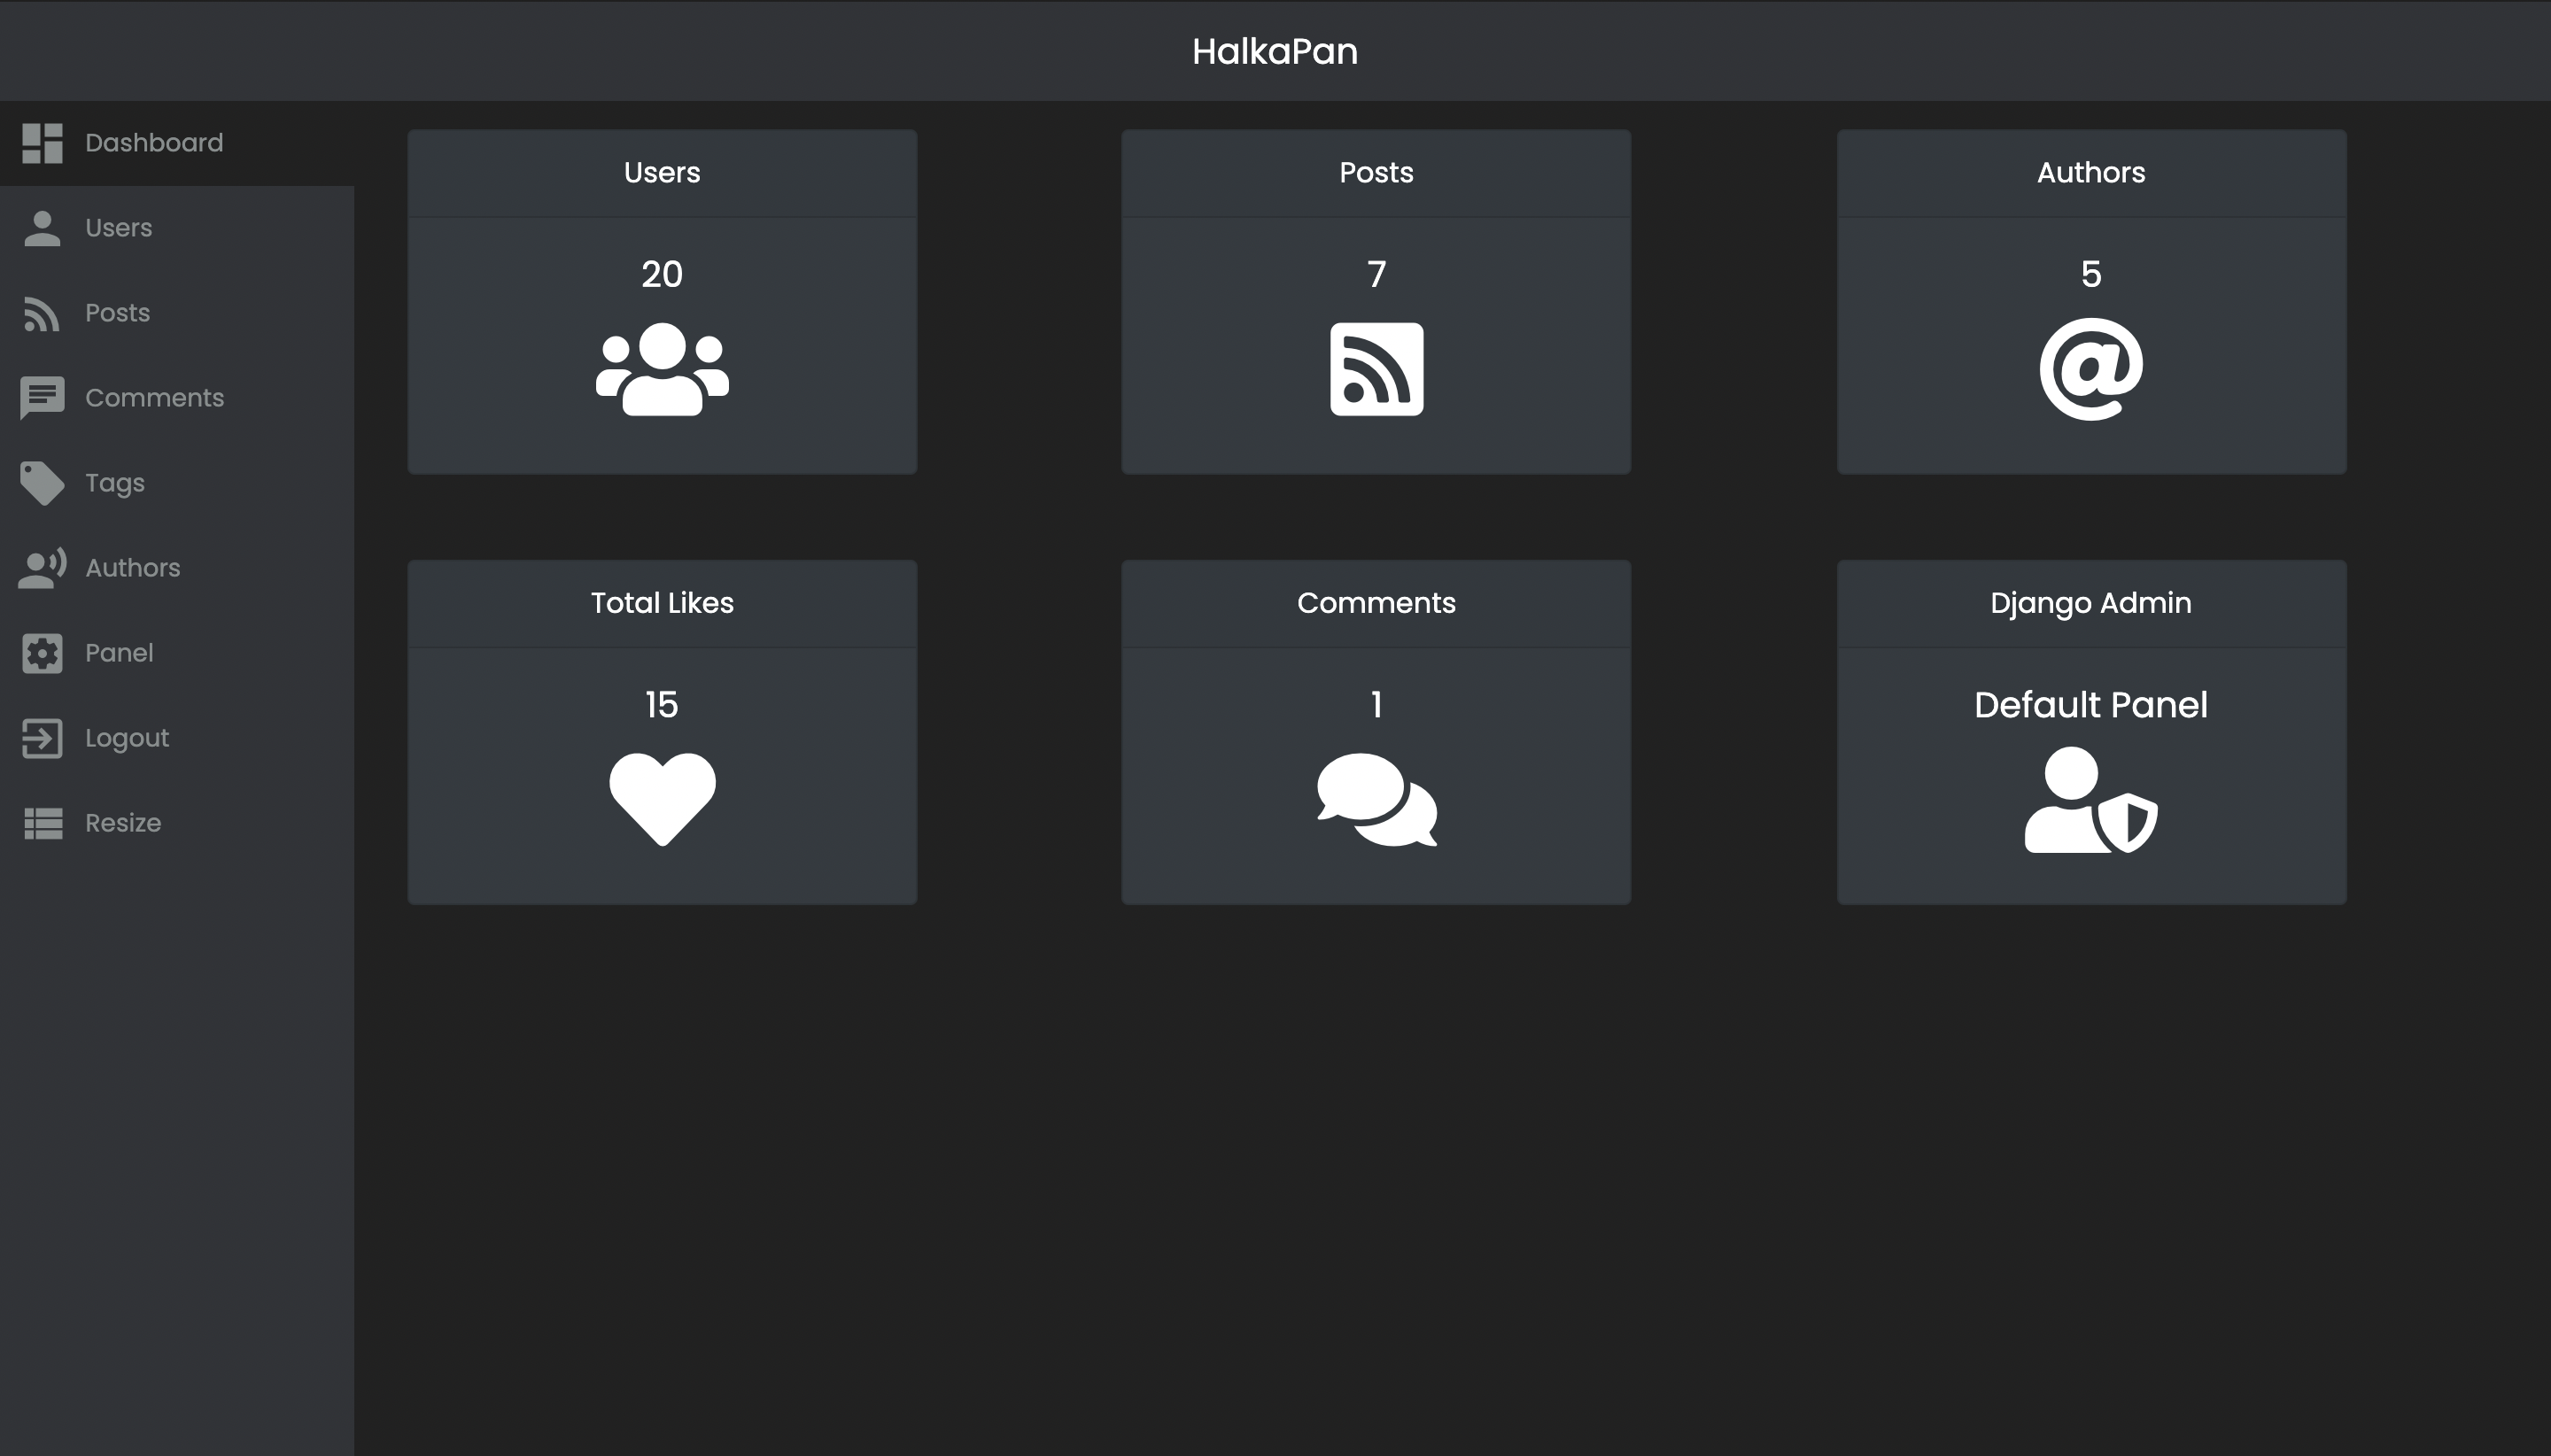 HalkaPan
Dashboard
Users
Posts
Comments
Tags
Authors
Panel
Logout
Resize
Users
20
Posts
7
Authors
5
Total Likes
15
Comments
1
Django Admin
Default Panel